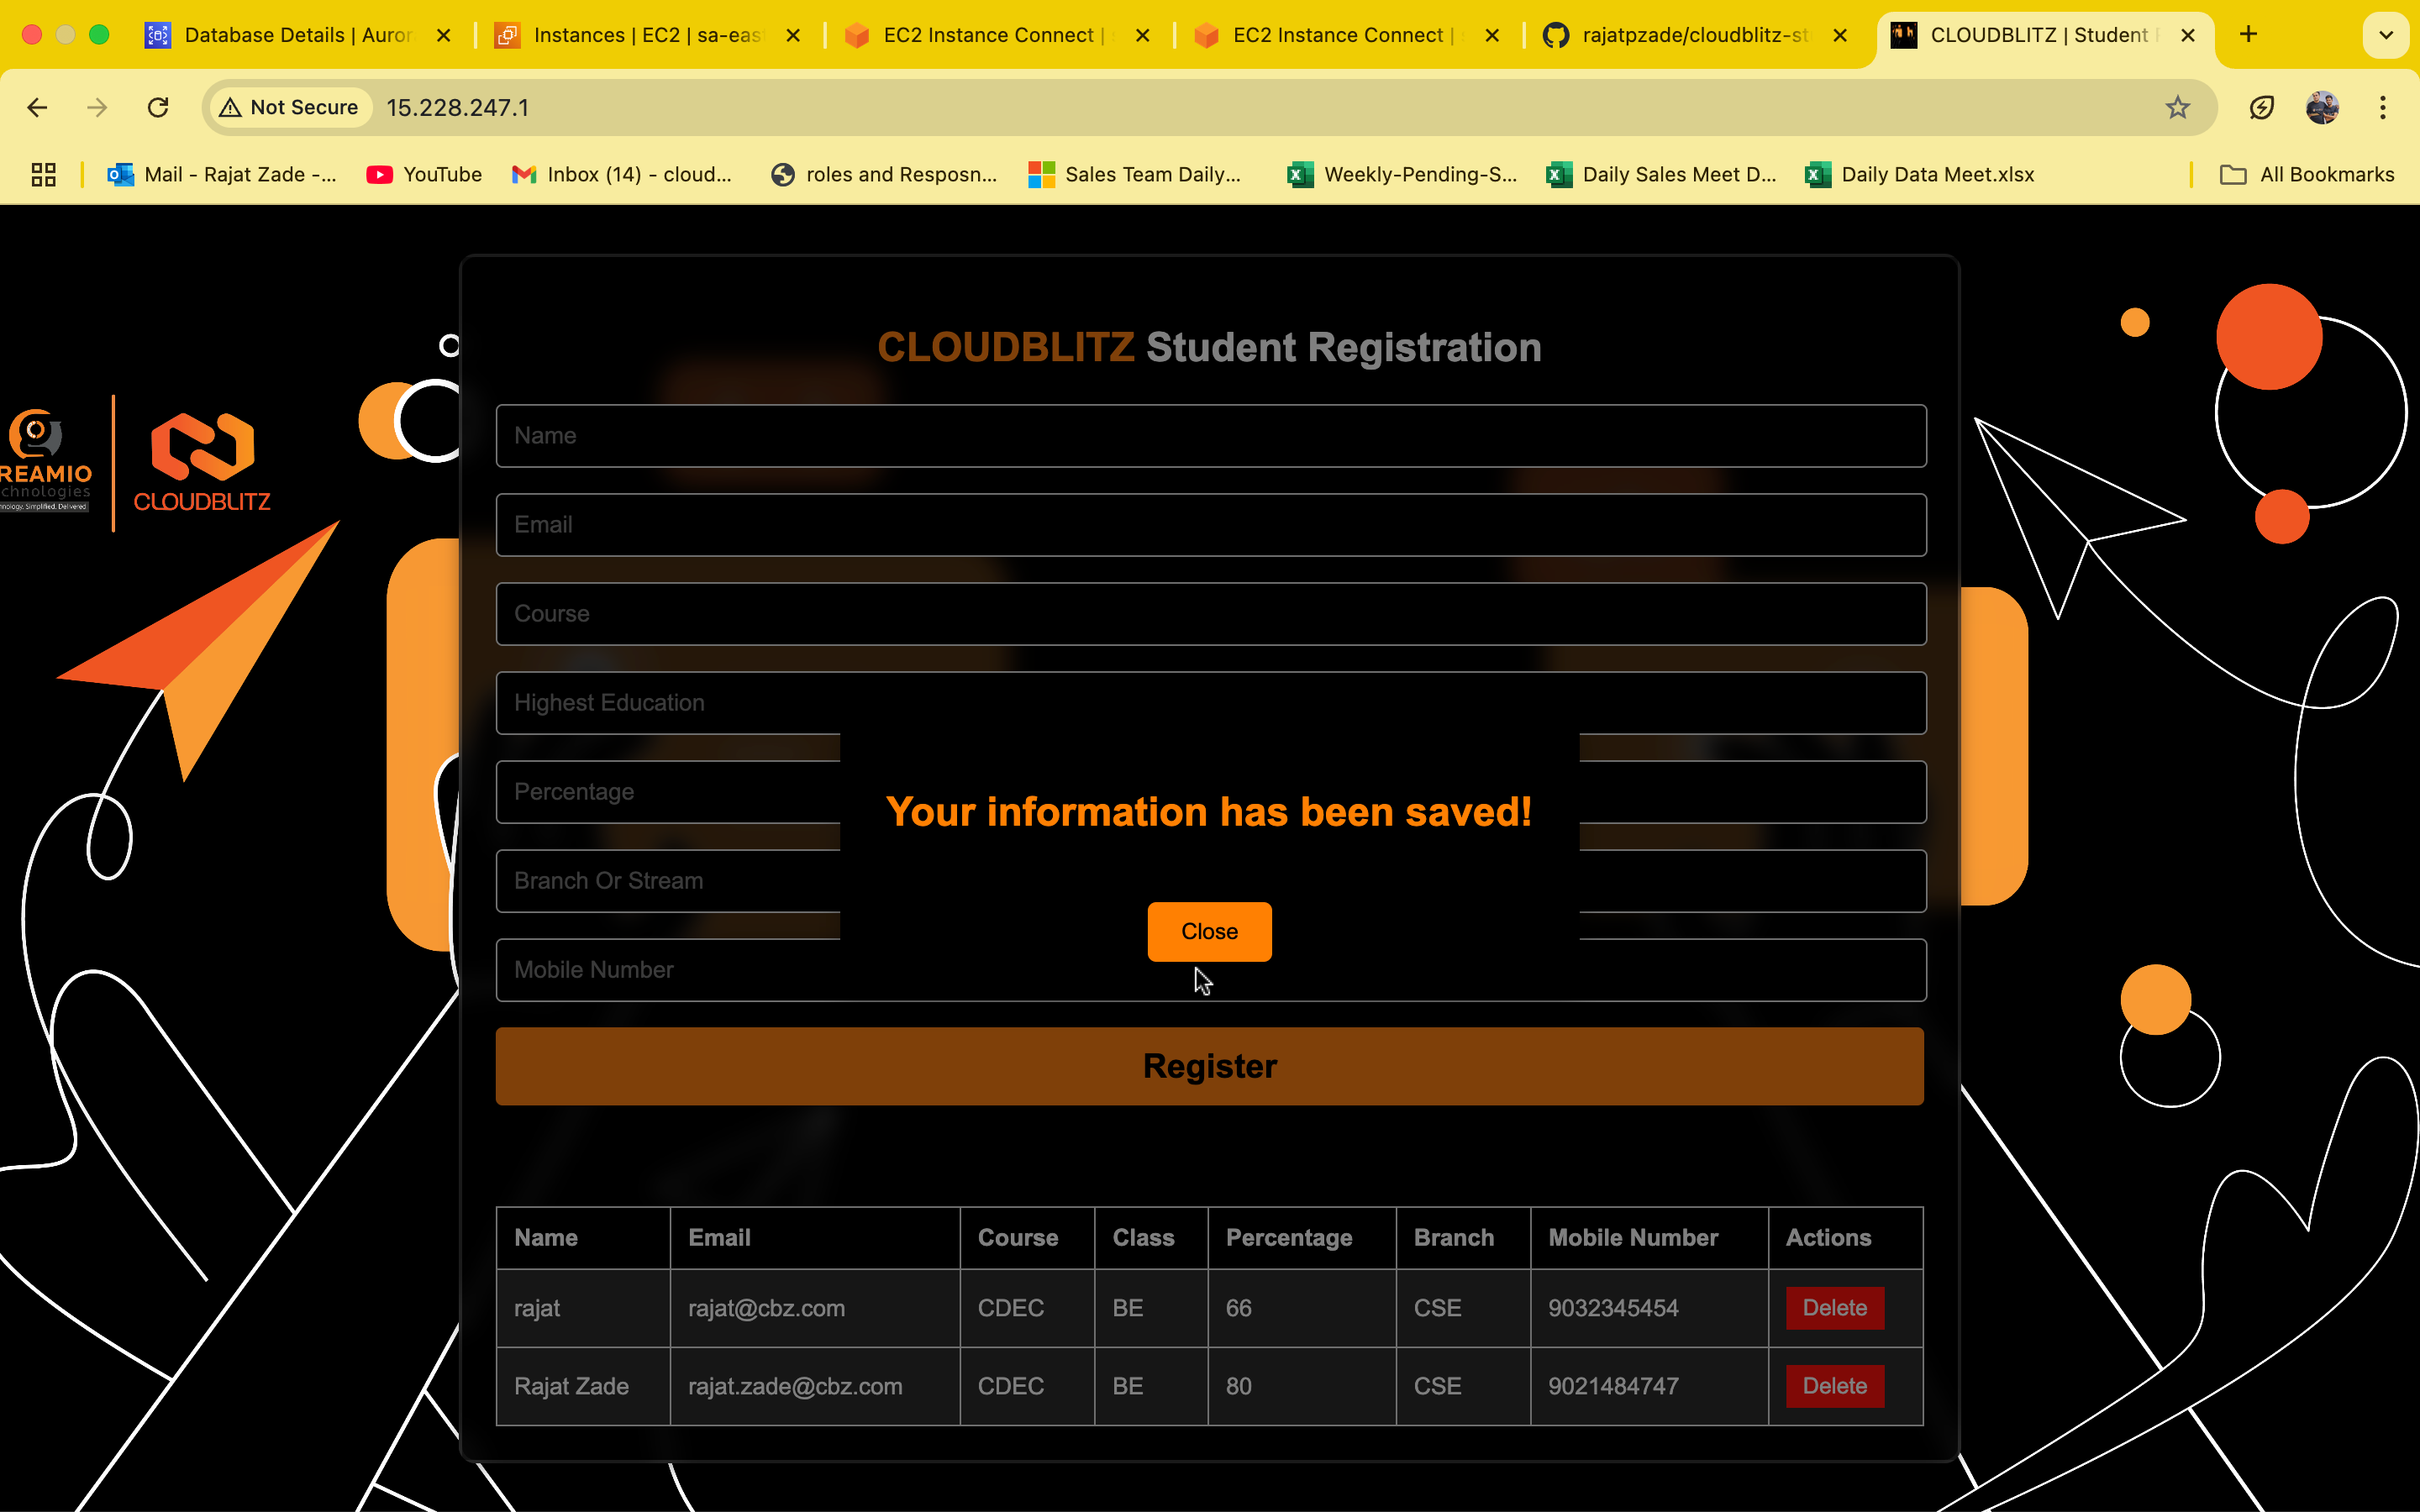 Database Details | Auror
Instances | EC2 | sa-eas
EC2 Instance Connect |
EC2 Instance Connect |
rajatpzade/cloudblitz-st
CLOUDBLITZ | Student
Not Secure
15.228.247.1
Mail - Rajat Zade -...
YouTube
Inbox (14) - cloud...
roles and Resposn...
Sales Team Daily...
Weekly-Pending-S...
Daily Sales Meet D...
Daily Data Meet.xlsx
All Bookmarks
REAMIO
chnologies
nology, Simplified, Delivered
CLOUDBLITZ
CLOUDBLITZ Student Registration
Name
Email
Course
Highest Education
Percentage
Branch Or Stream
Mobile Number
Your information has been saved!
Close
Register
Name Email Course Class Percentage Branch Mobile Number Actions
rajat rajat@cbz.com CDEC BE 66 CSE 9032345454 Delete
Rajat Zade rajat.zade@cbz.com CDEC BE 80 CSE 9021484747 Delete